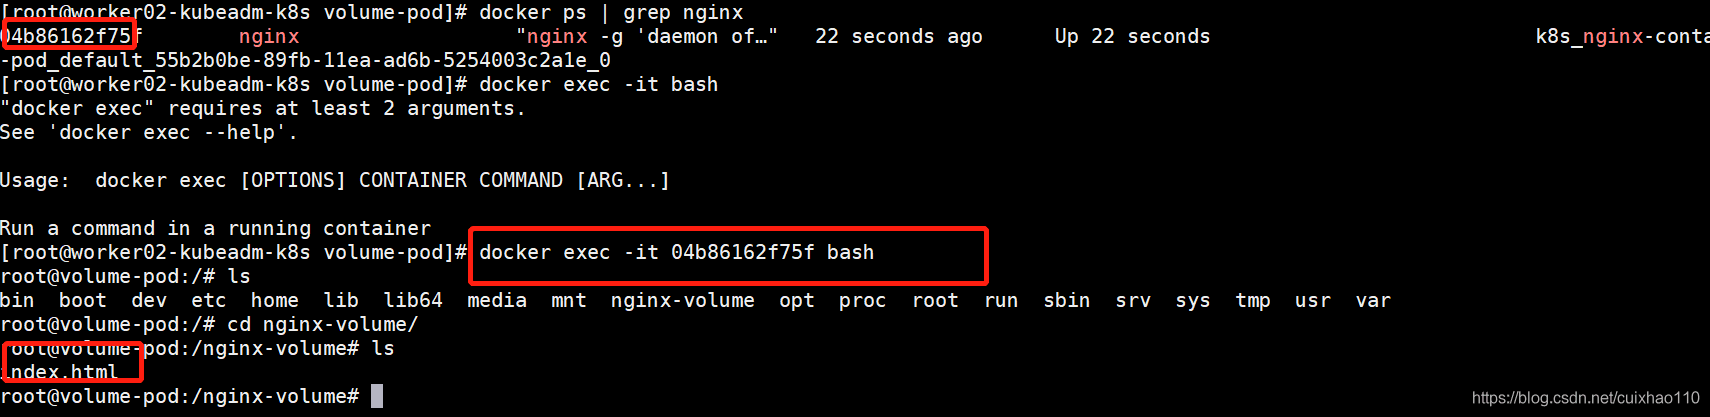 [root@worker02-kubeadm-k8s volume-pod]# docker ps | grep nginx
04b86162f75f        nginx                  "nginx -g 'daemon of…"   22 seconds ago      Up 22 seconds                           k8s_nginx-conta
-pod_default_55b2b0be-89fb-11ea-ad6b-5254003c2a1e_0
[root@worker02-kubeadm-k8s volume-pod]# docker exec -it bash
"docker exec" requires at least 2 arguments.
See 'docker exec --help'.
Usage:  docker exec [OPTIONS] CONTAINER COMMAND [ARG...]
Run a command in a running container
[root@worker02-kubeadm-k8s volume-pod]# docker exec -it 04b86162f75f bash
root@volume-pod:/# ls
bin  boot  dev  etc  home  lib  lib64  media  mnt  nginx-volume  opt  proc  root  run  sbin  srv  sys  tmp  usr  var
root@volume-pod:/# cd nginx-volume/
root@volume-pod:/nginx-volume# ls
index.html
root@volume-pod:/nginx-volume#
https://blog.csdn.net/cuixhao110